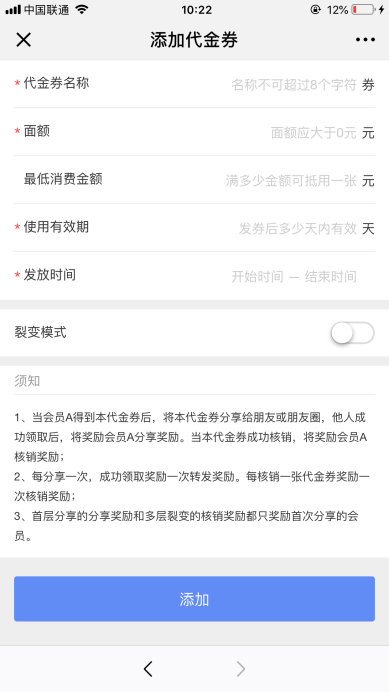 中国联通 10:22 12%
添加代金券
* 代金券名称 名称不可超过8个字符 券
* 面额 面额应大于0元 元
最低消费金额 满多少金额可抵用一张 元
* 使用有效期 发券后多少天内有效 天
* 发放时间 开始时间 — 结束时间
裂变模式
须知
1、当会员A得到本代金券后，将本代金券分享给朋友或朋友圈，他人成
功领取后，将奖励会员A分享奖励。当本代金券成功核销，将奖励会员A
核销奖励；
2、每分享一次，成功领取奖励一次转发奖励。每核销一张代金券奖励一
次核销奖励；
3、首层分享的分享奖励和多层裂变的核销奖励都只奖励首次分享的会
员。
添加